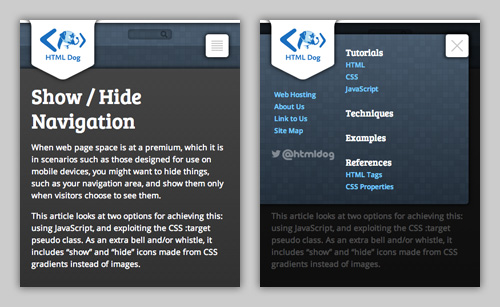 HTML Dog
Show / Hide
Navigation
When web page space is at a premium, which it is
in scenarios such as those designed for use on
mobile devices, you might want to hide things,
such as your navigation area, and show them only
when visitors choose to see them.
This article looks at two options for achieving this:
using JavaScript, and exploiting the CSS :target
pseudo class. As an extra bell and/or whistle, it
includes “show” and “hide” icons made from CSS
gradients instead of images.
HTML Dog
Web Hosting
About Us
Link to Us
Site Map
@htmldog
Tutorials
HTML
CSS
JavaScript
Techniques
Examples
References
HTML Tags
CSS Properties
This article looks at two options for achieving this:
using JavaScript, and exploiting the CSS :target
pseudo class. As an extra bell and/or whistle, it
includes “show” and “hide” icons made from CSS
gradients instead of images.